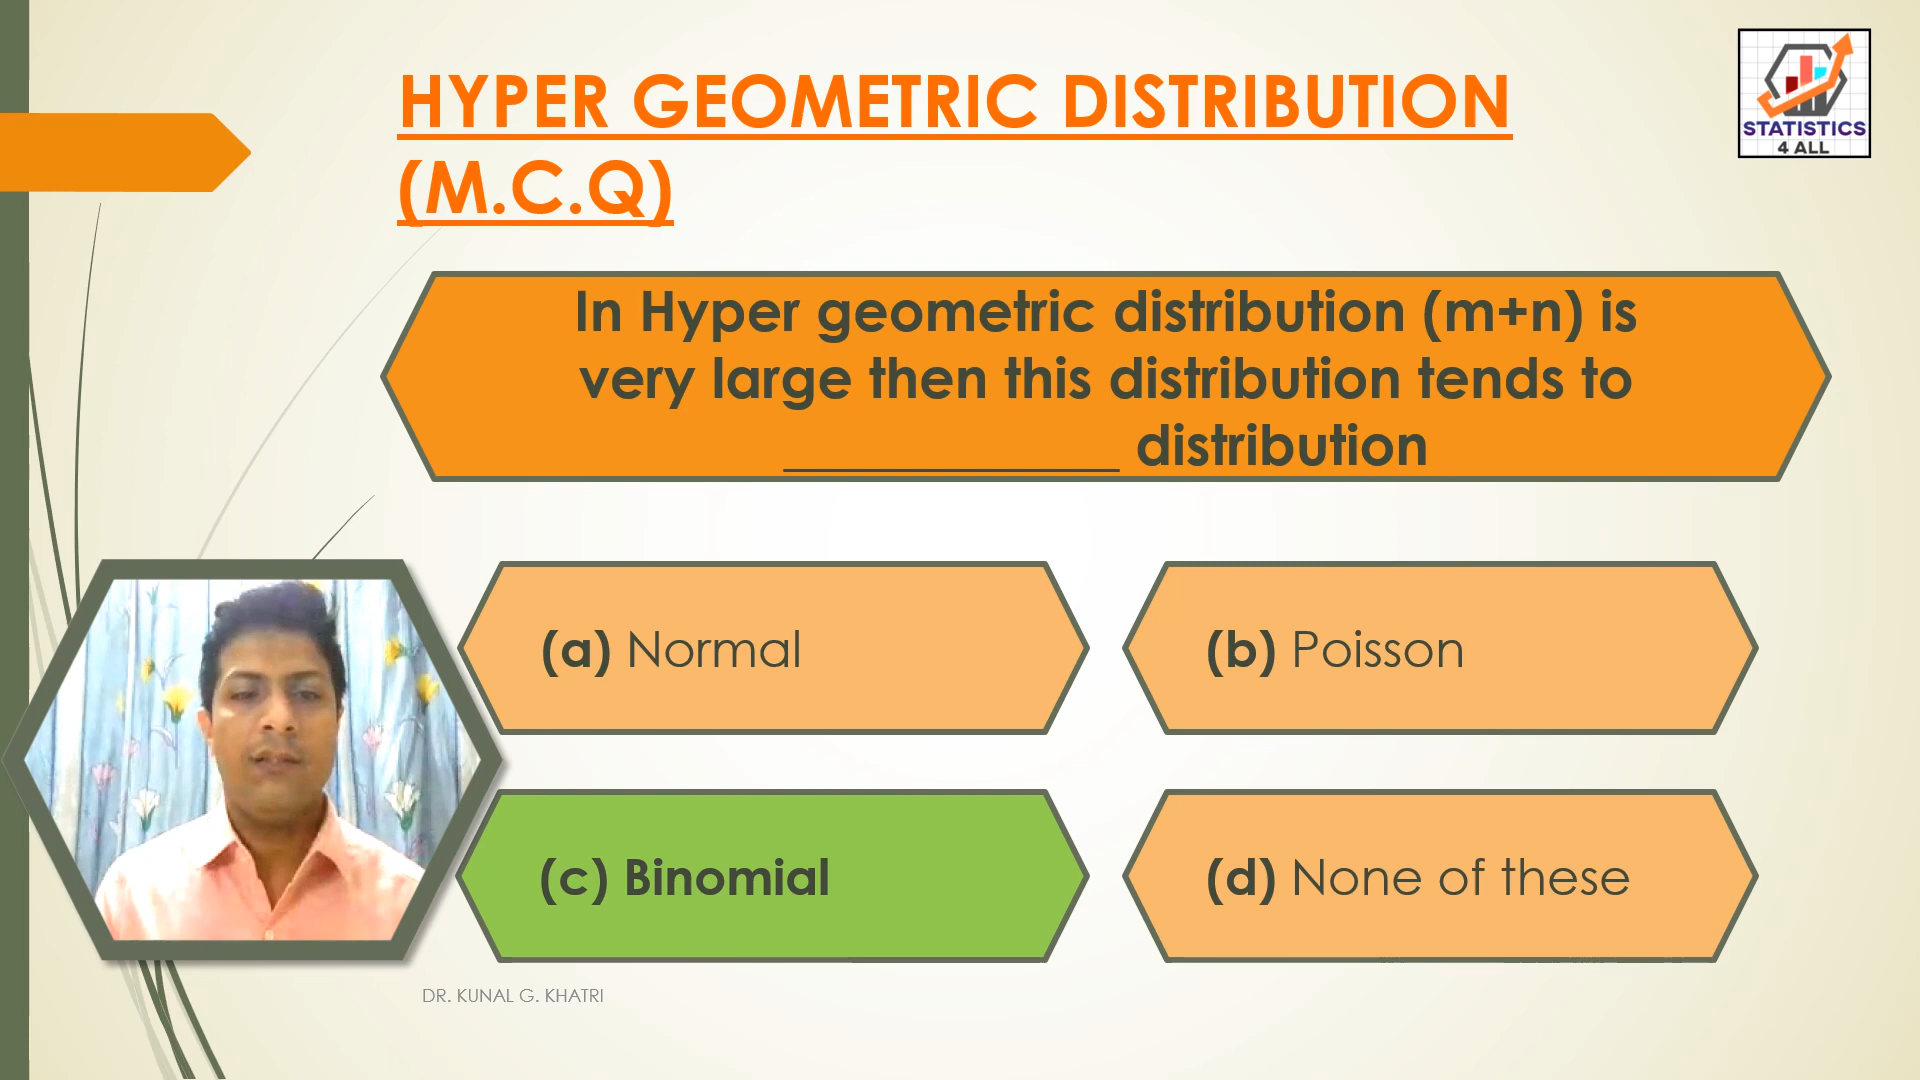 HYPER GEOMETRIC DISTRIBUTION
(M.C.Q)
STATISTICS
4 ALL
In Hyper geometric distribution (m+n) is
very large then this distribution tends to
____________ distribution
(a) Normal
(b) Poisson
(c) Binomial
(d) None of these
DR. KUNAL G. KHATRI